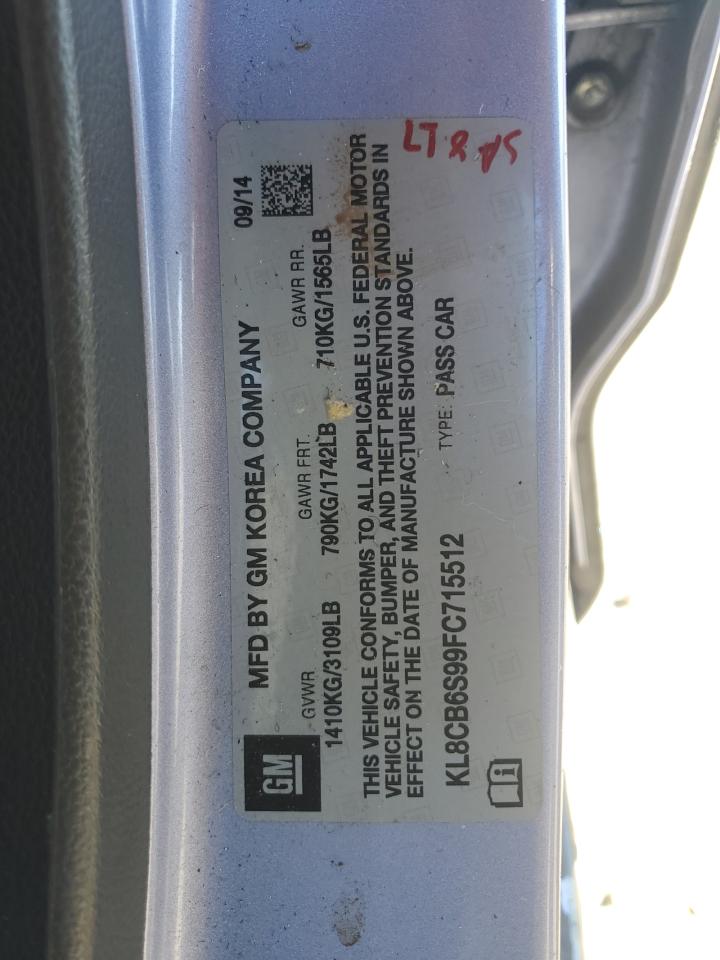 GM
MFD BY GM KOREA COMPANY 09/14
GVWR GAWR FRT. GAWR RR.
1410KG/3109LB 790KG/1742LB 710KG/1565LB
THIS VEHICLE CONFORMS TO ALL APPLICABLE U.S. FEDERAL MOTOR
VEHICLE SAFETY, BUMPER, AND THEFT PREVENTION STANDARDS IN
EFFECT ON THE DATE OF MANUFACTURE SHOWN ABOVE.
KL8CB6S99FC715512 TYPE: PASS CAR